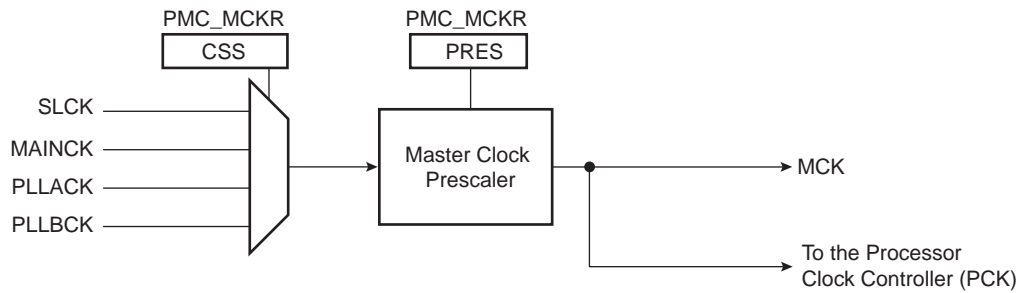 PMC_MCKR
PMC_MCKR
CSS
PRES
SLCK
MAINCK
PLLACK
PLLBCK
Master Clock
Prescaler
MCK
To the Processor
Clock Controller (PCK)